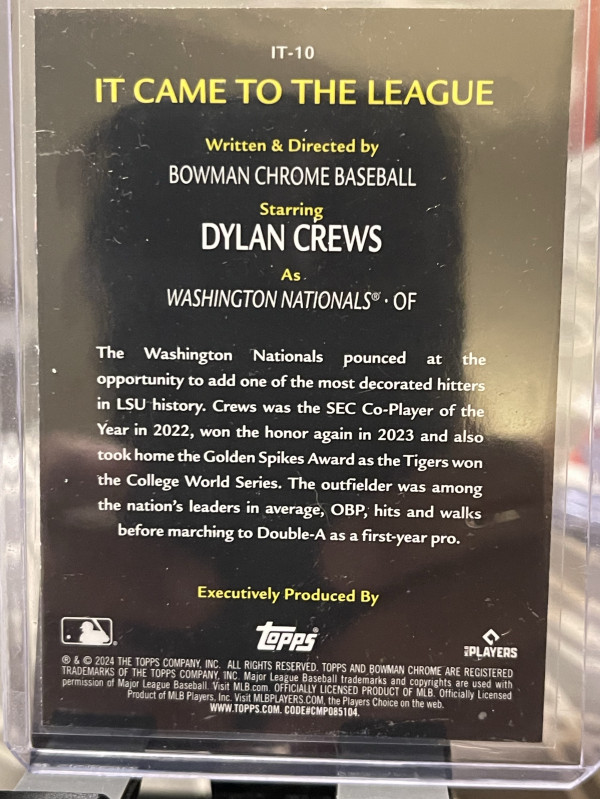 IT-10
IT CAME TO THE LEAGUE
Written & Directed by
BOWMAN CHROME BASEBALL
Starring
DYLAN CREWS
As
WASHINGTON NATIONALS® · OF
The Washington Nationals pounced at the
opportunity to add one of the most decorated hitters
in LSU history. Crews was the SEC Co-Player of the
Year in 2022, won the honor again in 2023 and also
took home the Golden Spikes Award as the Tigers won
the College World Series. The outfielder was among
the nation's leaders in average, OBP, hits and walks
before marching to Double-A as a first-year pro.
Executively Produced By
topps®
MLB PLAYERS
® & © 2024 THE TOPPS COMPANY, INC. ALL RIGHTS RESERVED. TOPPS AND BOWMAN CHROME ARE REGISTERED
TRADEMARKS OF THE TOPPS COMPANY, INC. Major League Baseball trademarks and copyrights are used with
permission of Major League Baseball. Visit MLB.com. OFFICIALLY LICENSED PRODUCT OF MLB. Officially Licensed
Product of MLB Players, Inc. Visit MLBPLAYERS.COM, the Players Choice on the web.
WWW.TOPPS.COM. CODE#CMP085104.